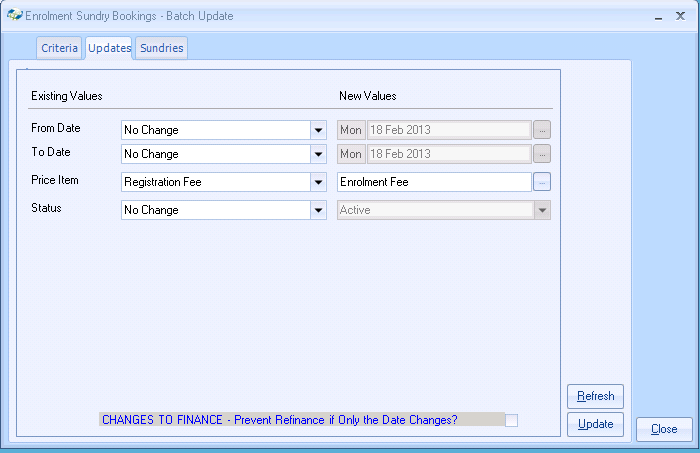 Enrolment Sundry Bookings - Batch Update
Criteria Updates Sundries
Existing Values New Values
From Date No Change Mon 18 Feb 2013 ...
To Date No Change Mon 18 Feb 2013 ...
Price Item Registration Fee Enrolment Fee ...
Status No Change Active
Refresh
CHANGES TO FINANCE - Prevent Refinance if Only the Date Changes?
Update
Close